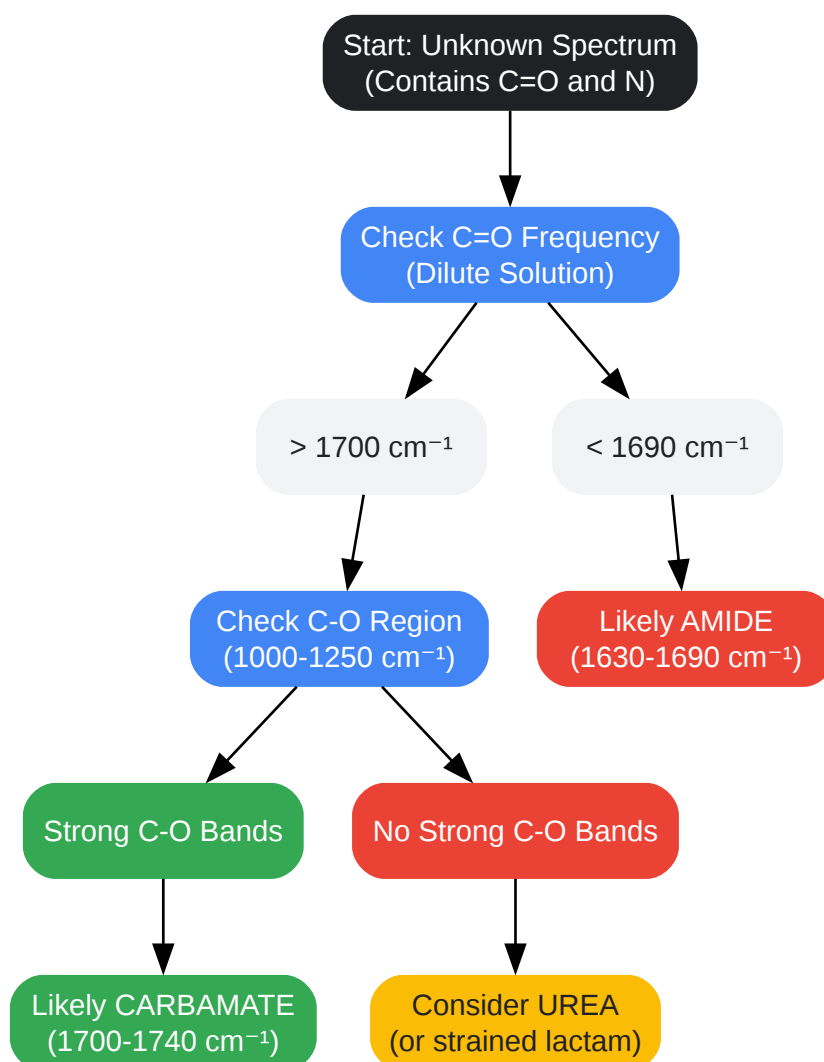 Start: Unknown Spectrum
(Contains C=O and N)
Check C=O Frequency
(Dilute Solution)
> 1700 cm⁻¹
< 1690 cm⁻¹
Check C-O Region
(1000-1250 cm⁻¹)
Likely AMIDE
(1630-1690 cm⁻¹)
Strong C-O Bands
No Strong C-O Bands
Likely CARBAMATE
(1700-1740 cm⁻¹)
Consider UREA
(or strained lactam)